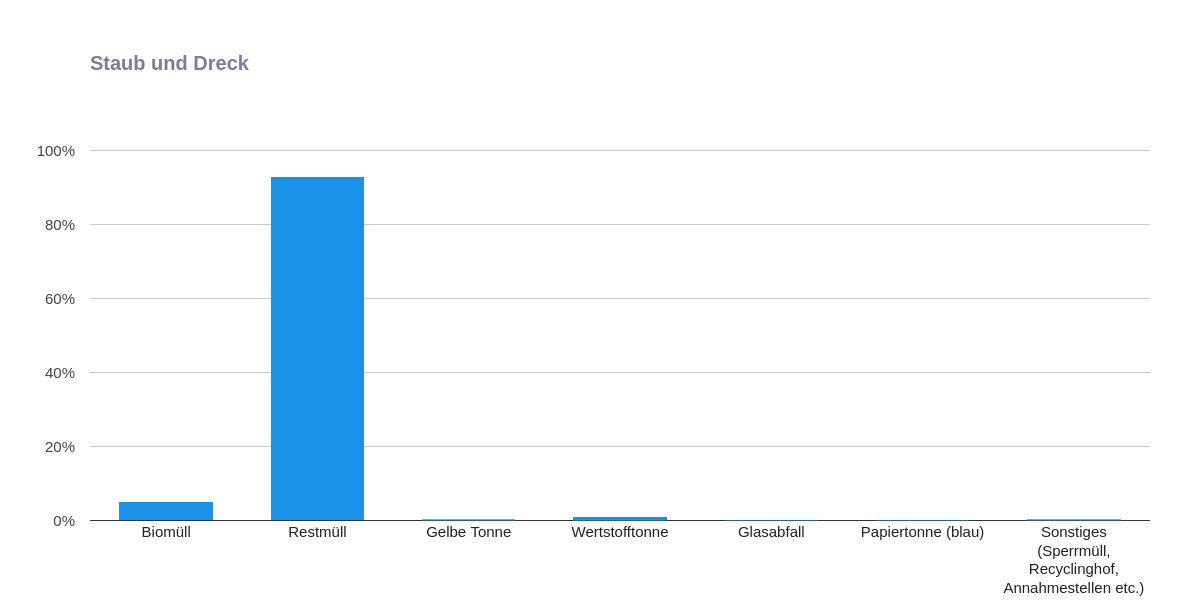 Staub und Dreck
100%
80%
60%
40%
20%
0%
Biomüll
Restmüll
Gelbe Tonne
Wertstofftonne
Glasabfall
Papiertonne (blau)
Sonstiges
(Sperrmüll,
Recyclinghof,
Annahmestellen etc.)